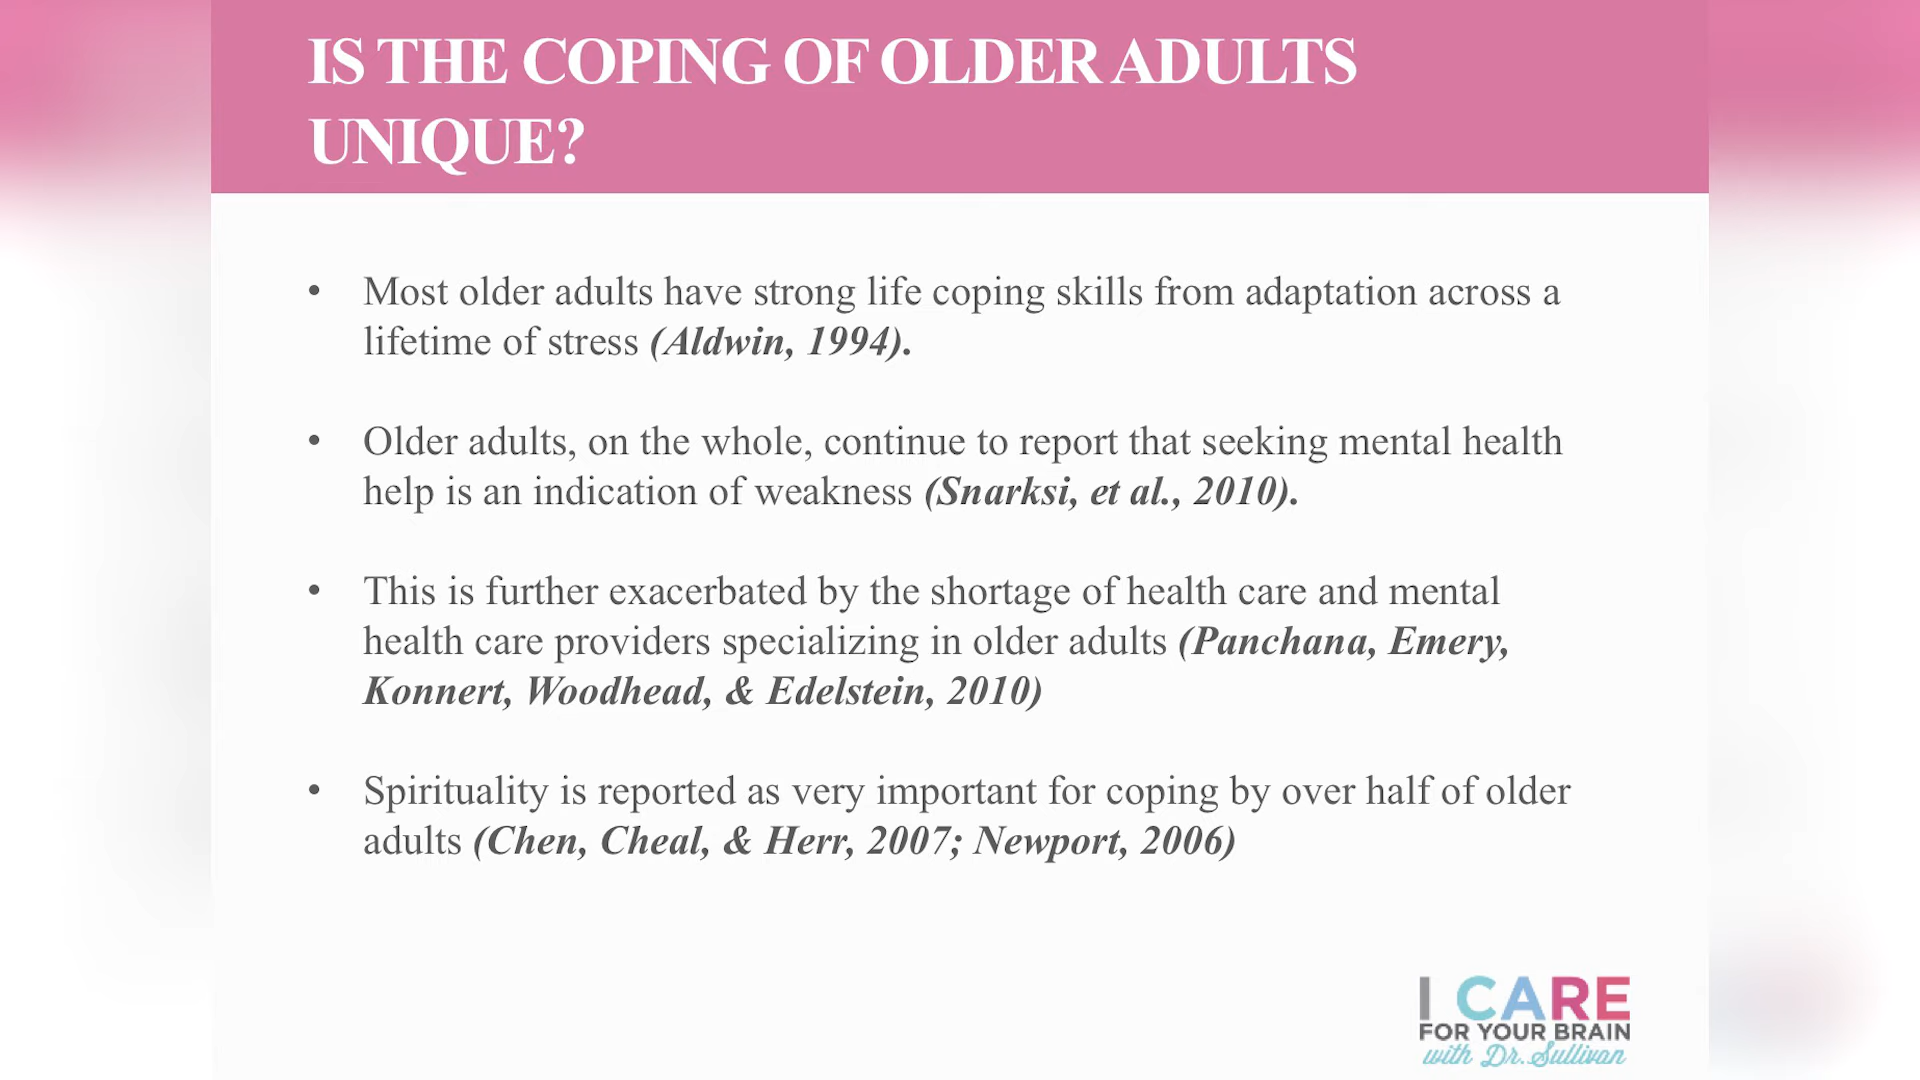 IS THE COPING OF OLDER ADULTS
UNIQUE?
• Most older adults have strong life coping skills from adaptation across a
lifetime of stress (Aldwin, 1994).
• Older adults, on the whole, continue to report that seeking mental health
help is an indication of weakness (Snarksi, et al., 2010).
• This is further exacerbated by the shortage of health care and mental
health care providers specializing in older adults (Panchana, Emery,
Konnert, Woodhead, & Edelstein, 2010)
• Spirituality is reported as very important for coping by over half of older
adults (Chen, Cheal, & Herr, 2007; Newport, 2006)
I CARE
FOR YOUR BRAIN
with Dr. Sullivan